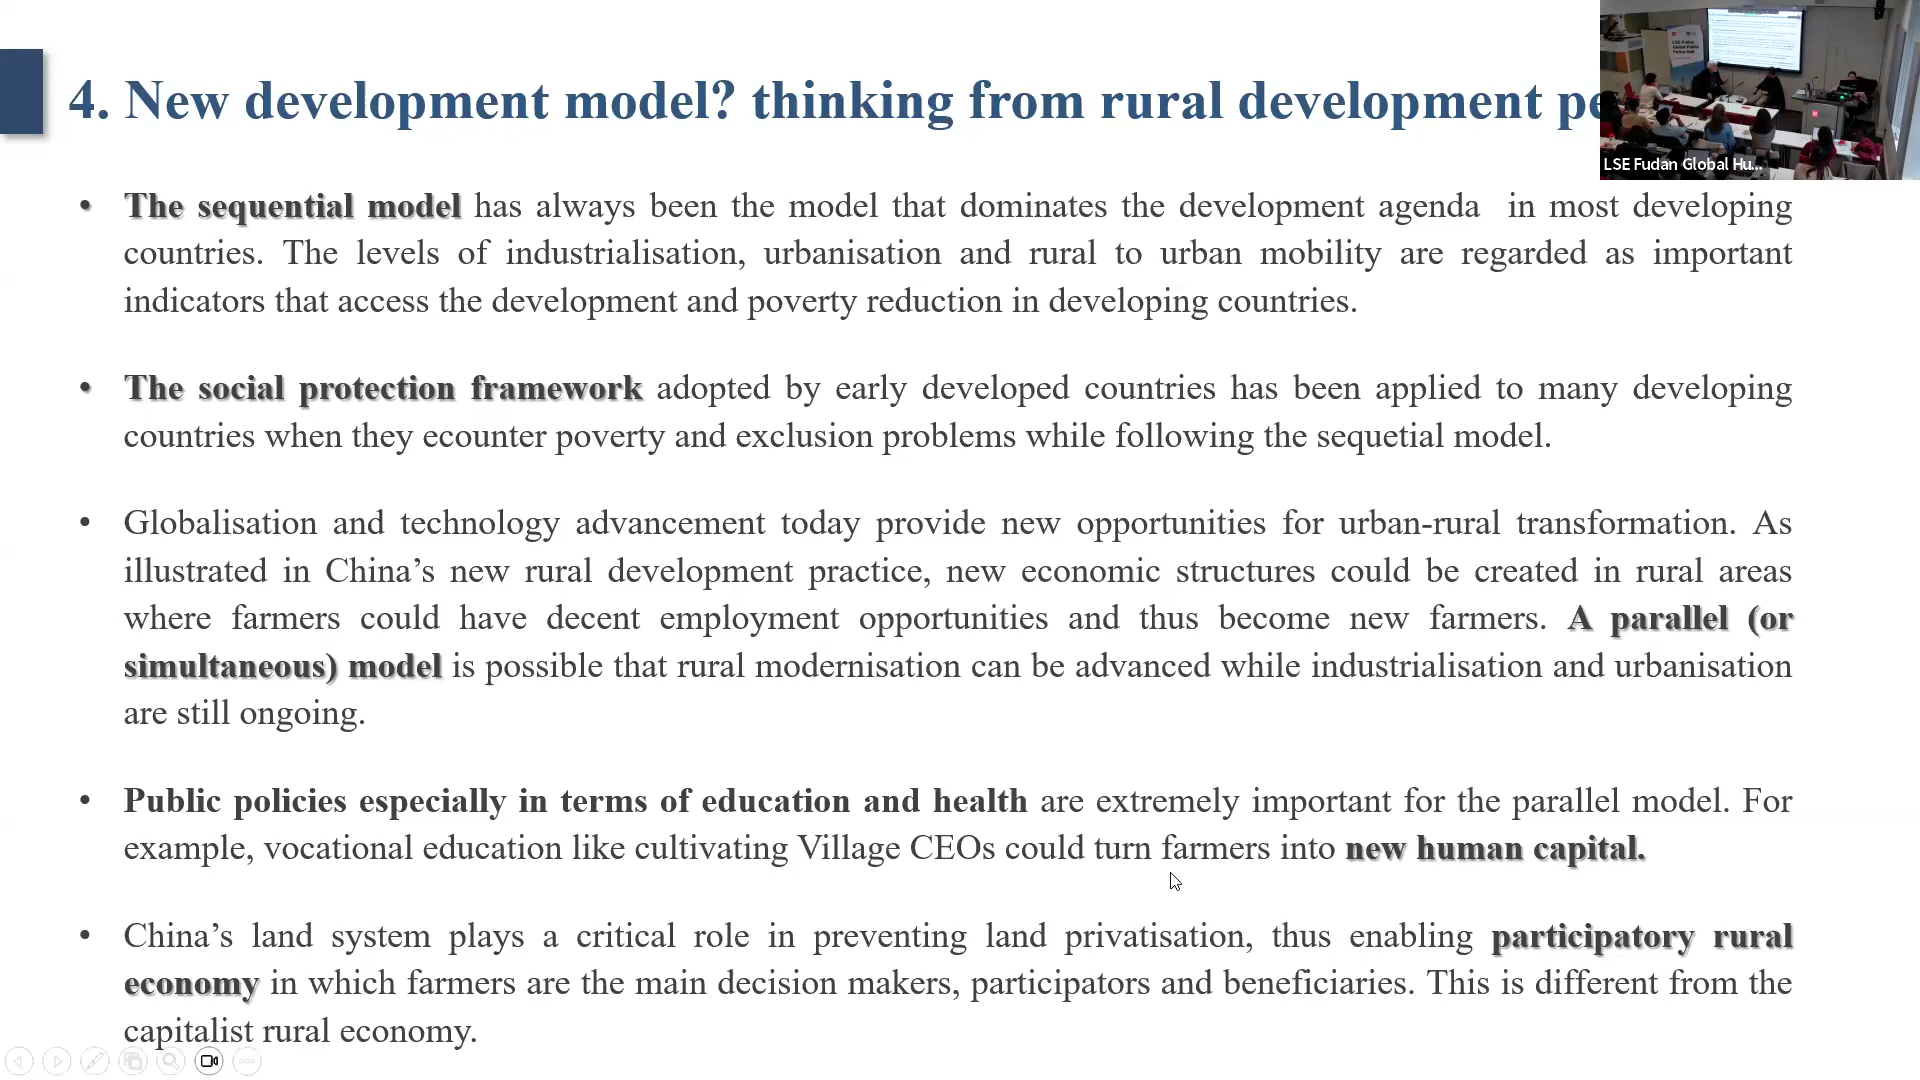 4. New development model? thinking from rural development pe
LSE-Fudan
Global Public
Policy Hub
LSE Fudan Global Hu...
• The sequential model has always been the model that dominates the development agenda in most developing
countries. The levels of industrialisation, urbanisation and rural to urban mobility are regarded as important
indicators that access the development and poverty reduction in developing countries.
• The social protection framework adopted by early developed countries has been applied to many developing
countries when they ecounter poverty and exclusion problems while following the sequetial model.
• Globalisation and technology advancement today provide new opportunities for urban-rural transformation. As
illustrated in China’s new rural development practice, new economic structures could be created in rural areas
where farmers could have decent employment opportunities and thus become new farmers. A parallel (or
simultaneous) model is possible that rural modernisation can be advanced while industrialisation and urbanisation
are still ongoing.
• Public policies especially in terms of education and health are extremely important for the parallel model. For
example, vocational education like cultivating Village CEOs could turn farmers into new human capital.
• China’s land system plays a critical role in preventing land privatisation, thus enabling participatory rural
economy in which farmers are the main decision makers, participators and beneficiaries. This is different from the
capitalist rural economy.